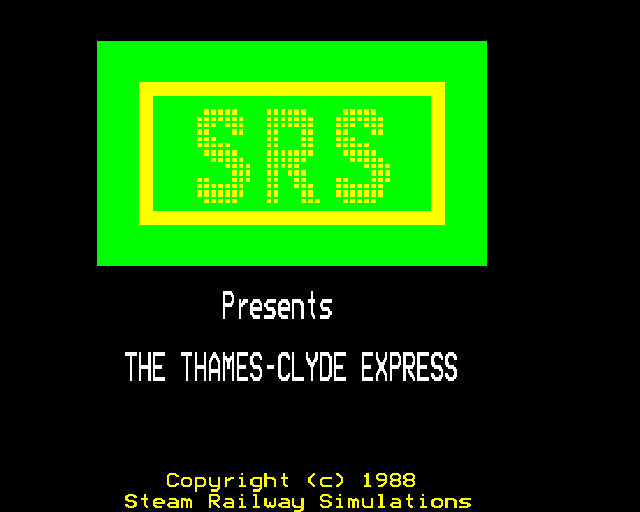 SRS
Presents
THE THAMES-CLYDE EXPRESS
Copyright (c) 1988
Steam Railway Simulations